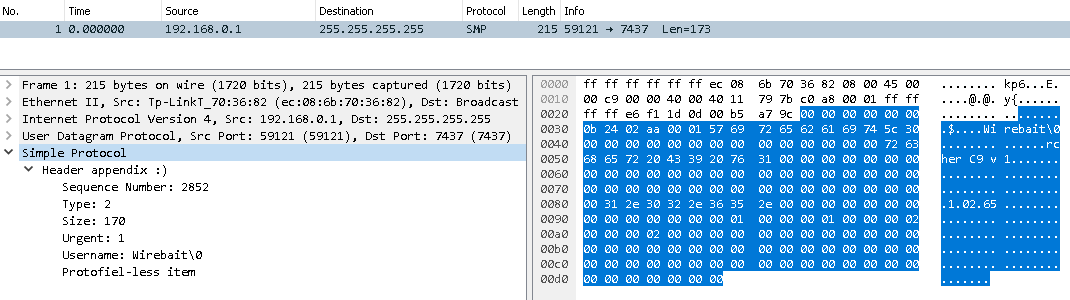 No. Time Source Destination Protocol Length Info
1 0.000000 192.168.0.1 255.255.255.255 SMP 215 59121 → 7437 Len=173
Frame 1: 215 bytes on wire (1720 bits), 215 bytes captured (1720 bits)
Ethernet II, Src: Tp-LinkT_70:36:82 (ec:08:6b:70:36:82), Dst: Broadcast
Internet Protocol Version 4, Src: 192.168.0.1, Dst: 255.255.255.255
User Datagram Protocol, Src Port: 59121 (59121), Dst Port: 7437 (7437)
Simple Protocol
Header appendix :)
Sequence Number: 2852
Type: 2
Size: 170
Urgent: 1
Username: Wirebait\0
Protofiel-less item
0000 ff ff ff ff ff ff ec 08 6b 70 36 82 08 00 45 00 ........ kp6...E.
0010 00 c9 00 00 40 00 40 11 79 7b c0 a8 00 01 ff ff ....@.@. y{......
0020 ff ff e6 f1 1d 0d 00 b5 a7 9c 00 00 00 00 00 00 ........ ........
0030 0b 24 02 aa 00 01 57 69 72 65 62 61 69 74 5c 30 .$....Wi rebait\0
0040 00 00 00 00 00 00 00 00 00 00 00 00 00 00 72 63 ........ ......rc
0050 68 65 72 20 43 39 20 76 31 00 00 00 00 00 00 00 her C9 v 1.......
0060 00 00 00 00 00 00 00 00 00 00 00 00 00 00 00 00 ........ ........
0070 00 00 00 00 00 00 00 00 00 00 00 00 00 00 00 00 ........ ........
0080 00 31 2e 30 32 2e 36 35 2e 00 00 00 00 00 00 00 .1.02.65 ........
0090 00 00 00 00 00 00 00 01 00 00 00 00 01 00 00 02 ........ ........
00a0 00 00 00 00 02 00 00 00 00 00 00 00 00 00 00 00 ........ ........
00b0 00 00 00 00 00 00 00 00 00 00 00 00 00 00 00 00 ........ ........
00c0 00 00 00 00 00 00 00 00 00 00 00 00 00 00 00 00 ........ ........
00d0 00 00 00 00 00 00 00 .......